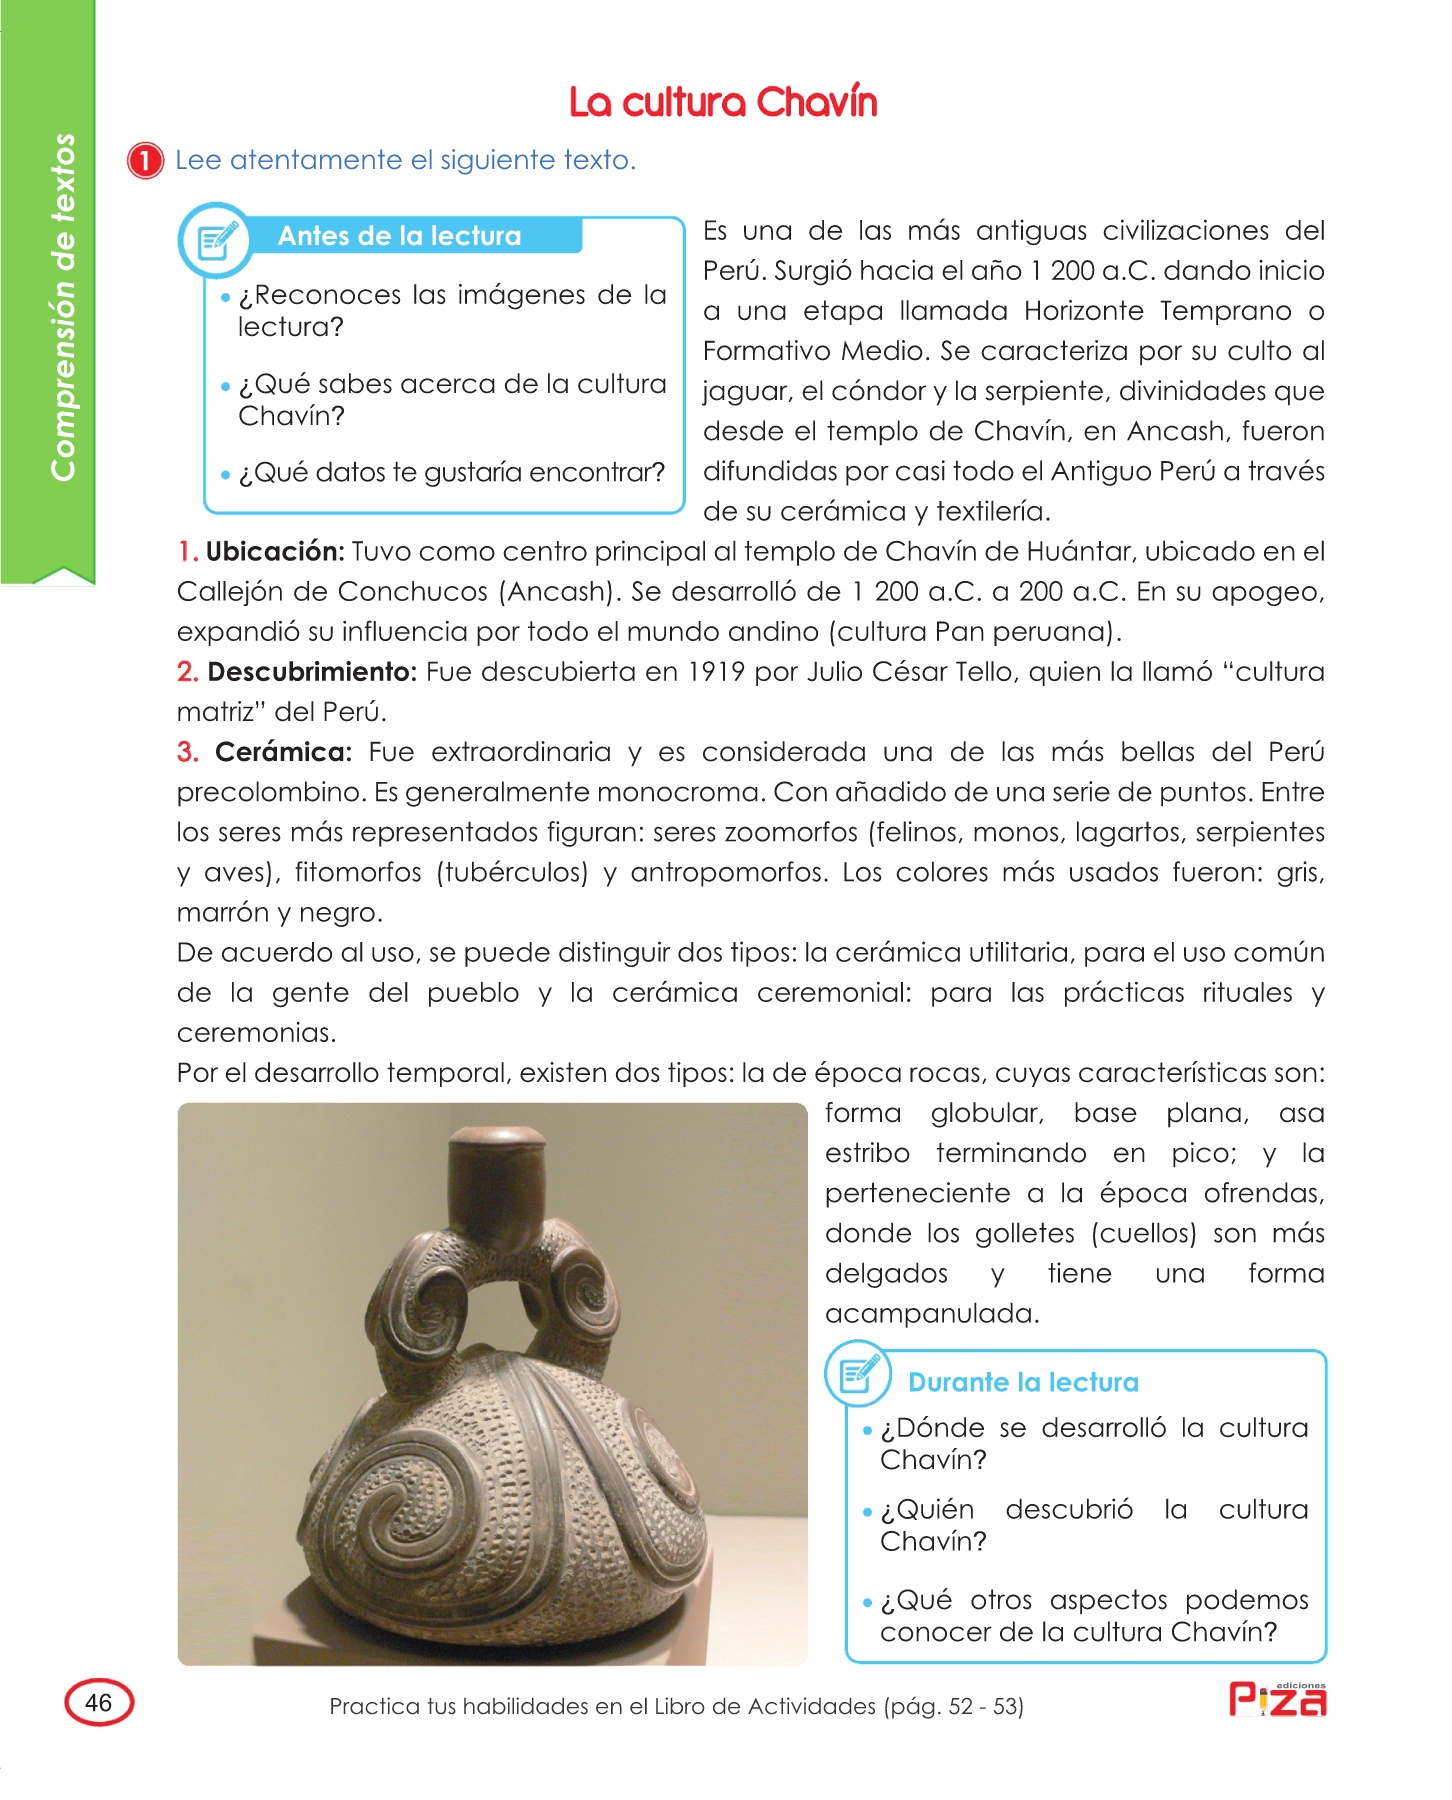 Comprensión de textos
La cultura Chavín
1 Lee atentamente el siguiente texto.
Antes de la lectura
• ¿Reconoces las imágenes de la
lectura?
• ¿Qué sabes acerca de la cultura
Chavín?
• ¿Qué datos te gustaría encontrar?
Es una de las más antiguas civilizaciones del
Perú. Surgió hacia el año 1 200 a.C. dando inicio
a una etapa llamada Horizonte Temprano o
Formativo Medio. Se caracteriza por su culto al
jaguar, el cóndor y la serpiente, divinidades que
desde el templo de Chavín, en Ancash, fueron
difundidas por casi todo el Antiguo Perú a través
de su cerámica y textilería.
1. Ubicación: Tuvo como centro principal al templo de Chavín de Huántar, ubicado en el
Callejón de Conchucos (Ancash). Se desarrolló de 1 200 a.C. a 200 a.C. En su apogeo,
expandió su influencia por todo el mundo andino (cultura Pan peruana).
2. Descubrimiento: Fue descubierta en 1919 por Julio César Tello, quien la llamó “cultura
matriz” del Perú.
3. Cerámica: Fue extraordinaria y es considerada una de las más bellas del Perú
precolombino. Es generalmente monocroma. Con añadido de una serie de puntos. Entre
los seres más representados figuran: seres zoomorfos (felinos, monos, lagartos, serpientes
y aves), fitomorfos (tubérculos) y antropomorfos. Los colores más usados fueron: gris,
marrón y negro.
De acuerdo al uso, se puede distinguir dos tipos: la cerámica utilitaria, para el uso común
de la gente del pueblo y la cerámica ceremonial: para las prácticas rituales y
ceremonias.
Por el desarrollo temporal, existen dos tipos: la de época rocas, cuyas características son:
forma globular, base plana, asa
estribo terminando en pico; y la
perteneciente a la época ofrendas,
donde los golletes (cuellos) son más
delgados y tiene una forma
acampanulada.
Durante la lectura
• ¿Dónde se desarrolló la cultura
Chavín?
• ¿Quién descubrió la cultura
Chavín?
• ¿Qué otros aspectos podemos
conocer de la cultura Chavín?
46
Practica tus habilidades en el Libro de Actividades (pág. 52 - 53)
ediciones
Piza